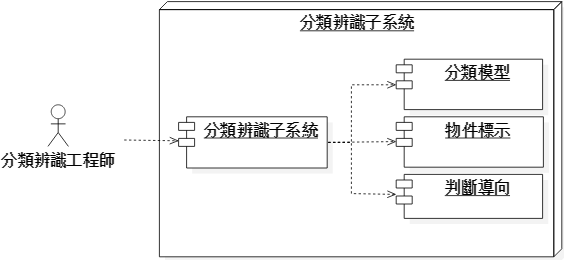 分類辨識子系統
分類模型
分類辨識子系統
物件標示
分類辨識工程師
判斷導向